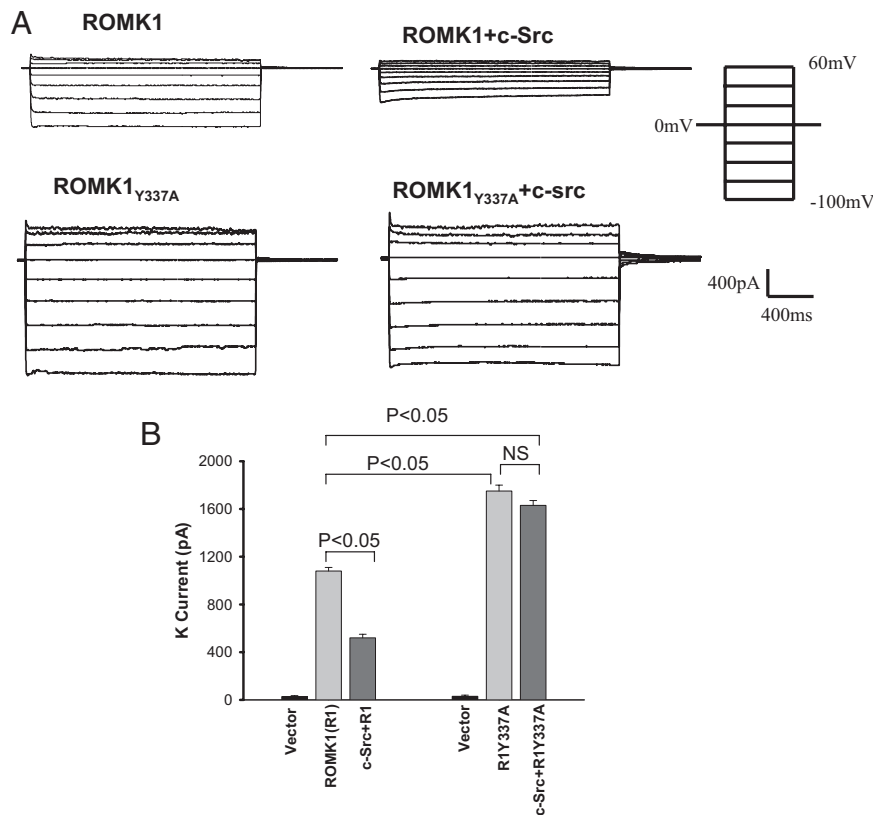 A
ROMK1
ROMK1+c-Src
60mV
0mV
-100mV
ROMK1Y337A
ROMK1Y337A+c-src
400pA
400ms
B
P<0.05
P<0.05
NS
P<0.05
K Current (pA)
2000
1600
1200
800
400
0
Vector
ROMK1(R1)
c-Src+R1
Vector
R1Y337A
c-Src+R1Y337A